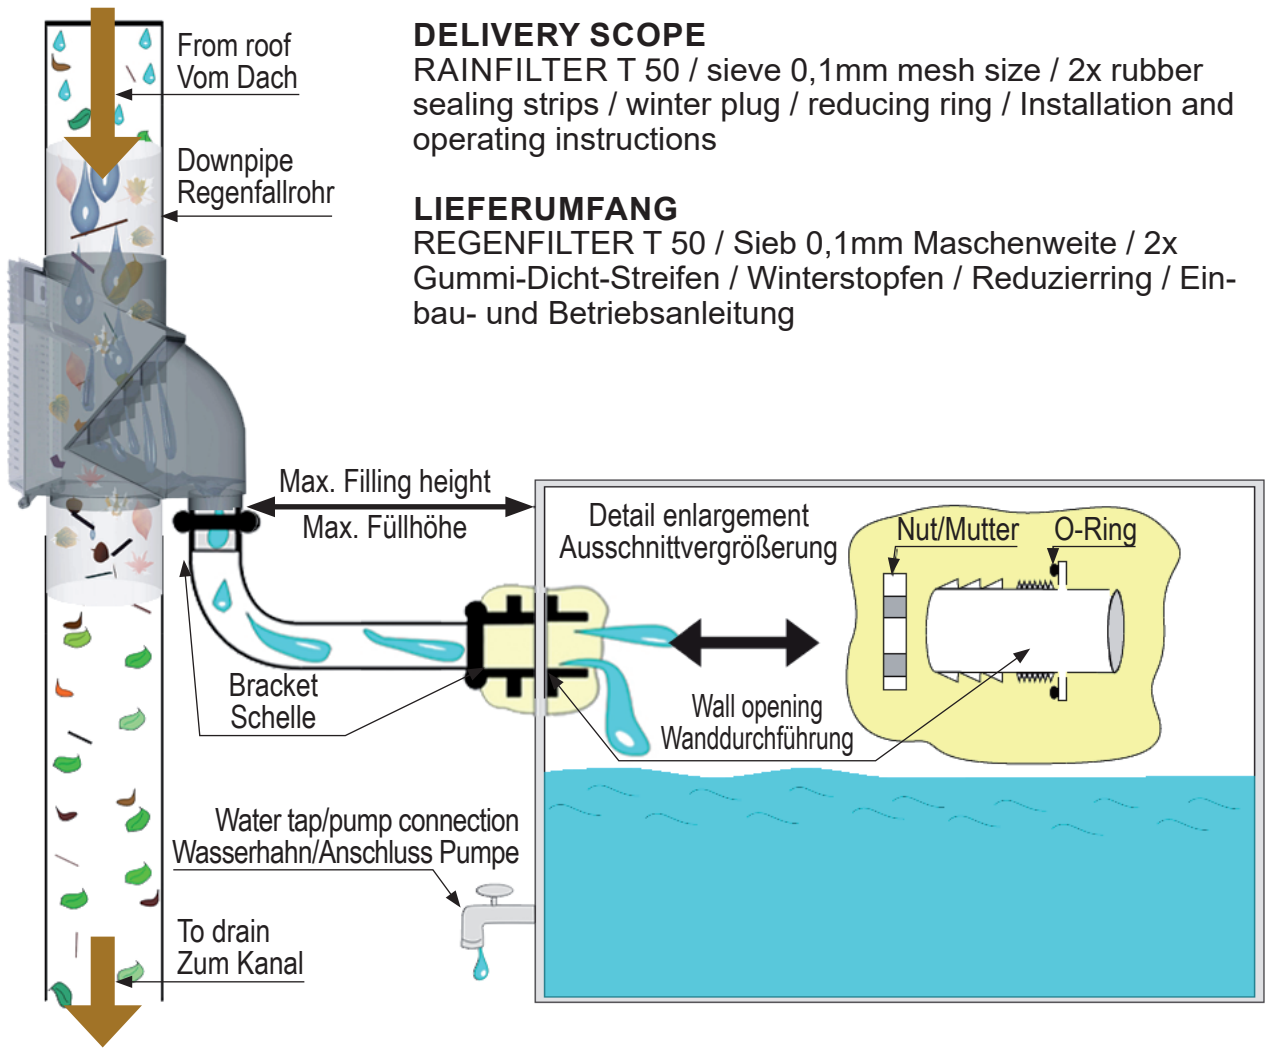 DELIVERY SCOPE
RAINFILTER T 50 / sieve 0,1mm mesh size / 2x rubber
sealing strips / winter plug / reducing ring / Installation and
operating instructions
LIEFERUMFANG
REGENFILTER T 50 / Sieb 0,1mm Maschenweite / 2x
Gummi-Dicht-Streifen / Winterstopfen / Reduzierring / Ein-
bau- und Betriebsanleitung
From roof
Vom Dach
Downpipe
Regenfallrohr
Max. Filling height
Max. Füllhöhe
Detail enlargement
Ausschnittvergrößerung
Nut/Mutter
O-Ring
Bracket
Schelle
Wall opening
Wanddurchführung
Water tap/pump connection
Wasserhahn/Anschluss Pumpe
To drain
Zum Kanal